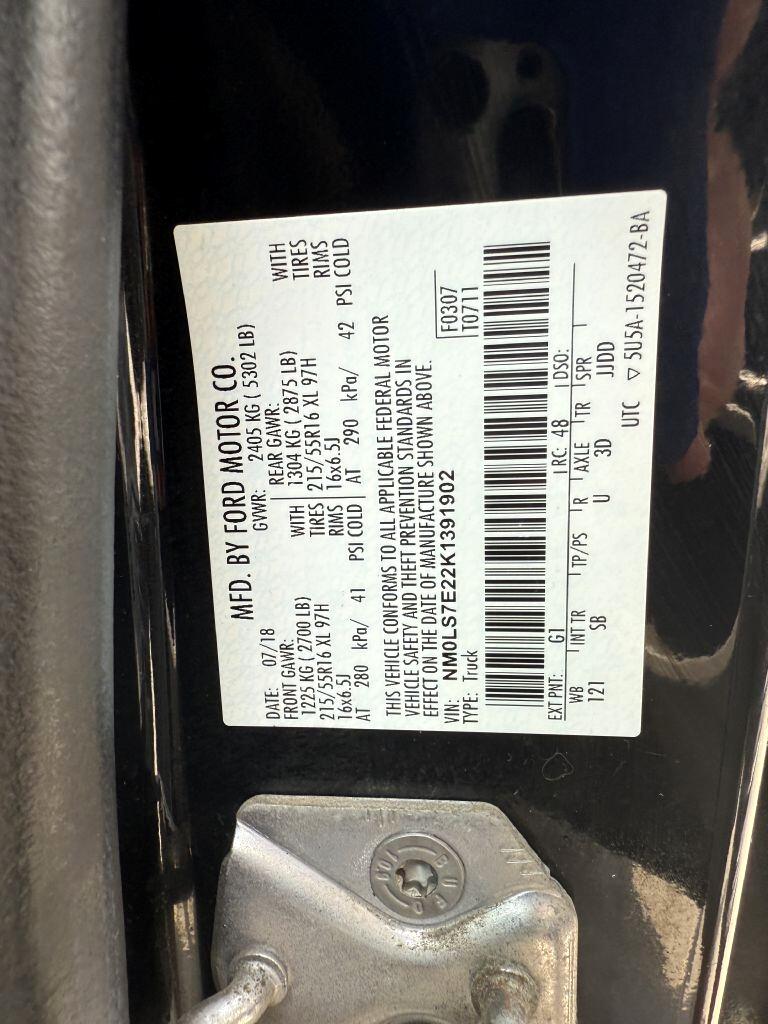 MFD. BY FORD MOTOR CO.
DATE: 07/18
GVWR: 2405 KG ( 5302 LB)
FRONT GAWR:
REAR GAWR:
1225 KG ( 2700 LB)
WITH
1304 KG ( 2875 LB)
WITH
215/55R16 XL 97H
TIRES
215/55R16 XL 97H
TIRES
16x6.5J
RIMS
16x6.5J
RIMS
AT 280 kPa/ 41 PSI COLD
AT 290 kPa/ 42 PSI COLD
THIS VEHICLE CONFORMS TO ALL APPLICABLE FEDERAL MOTOR
VEHICLE SAFETY AND THEFT PREVENTION STANDARDS IN
EFFECT ON THE DATE OF MANUFACTURE SHOWN ABOVE.
VIN: NM0LS7E22K1391902
F0307
TYPE: Truck
T0711
EXT PNT: G1 RC: 48 DSO:
WB INT TR TP/PS R AXLE TR SPR
121 SB U 3D JJDD
UTC ▽ 5U5A-1520472-BA